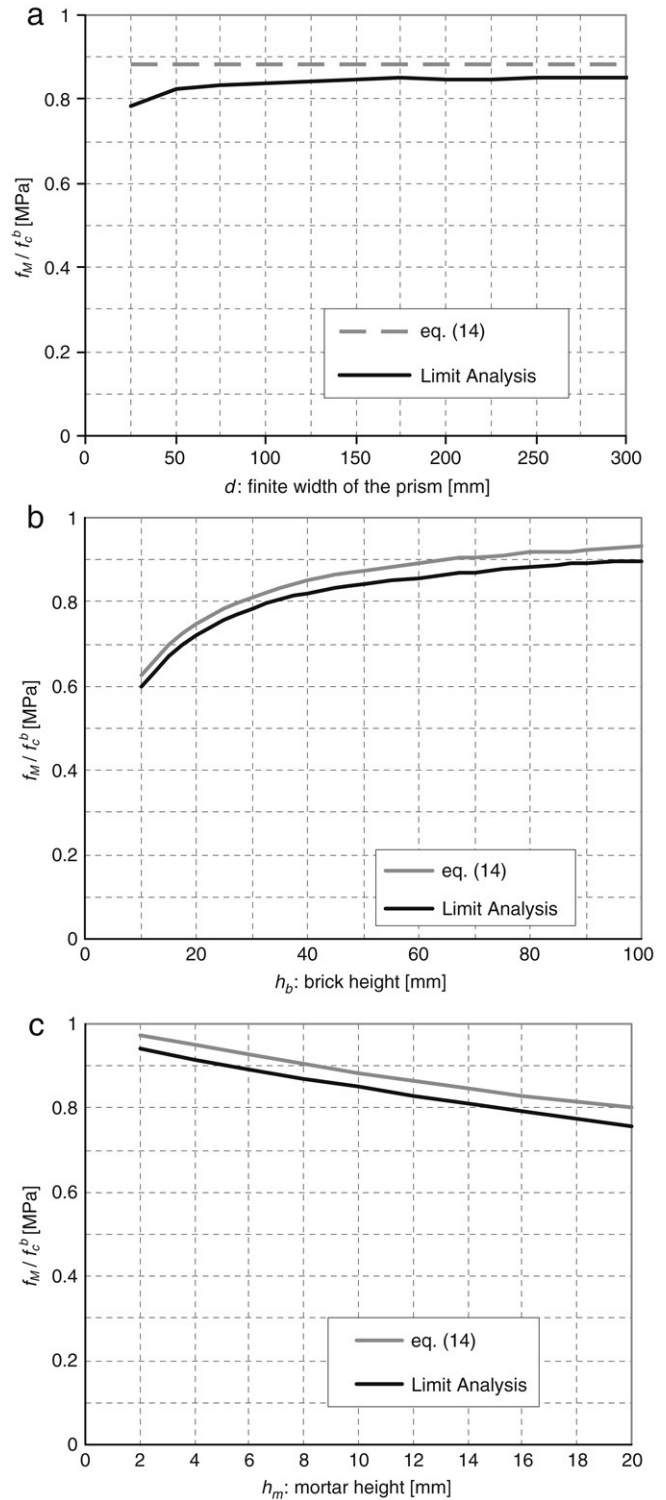 a
1
0.8
0.6
0.4
0.2
0
f_M / f_c^b [MPa]
eq. (14)
Limit Analysis
0 50 100 150 200 250 300
d: finite width of the prism [mm]
b
1
0.8
0.6
0.4
0.2
0
f_M / f_c^b [MPa]
eq. (14)
Limit Analysis
0 20 40 60 80 100
h_b: brick height [mm]
c
1
0.8
0.6
0.4
0.2
0
f_M / f_c^b [MPa]
eq. (14)
Limit Analysis
0 2 4 6 8 10 12 14 16 18 20
h_m: mortar height [mm]